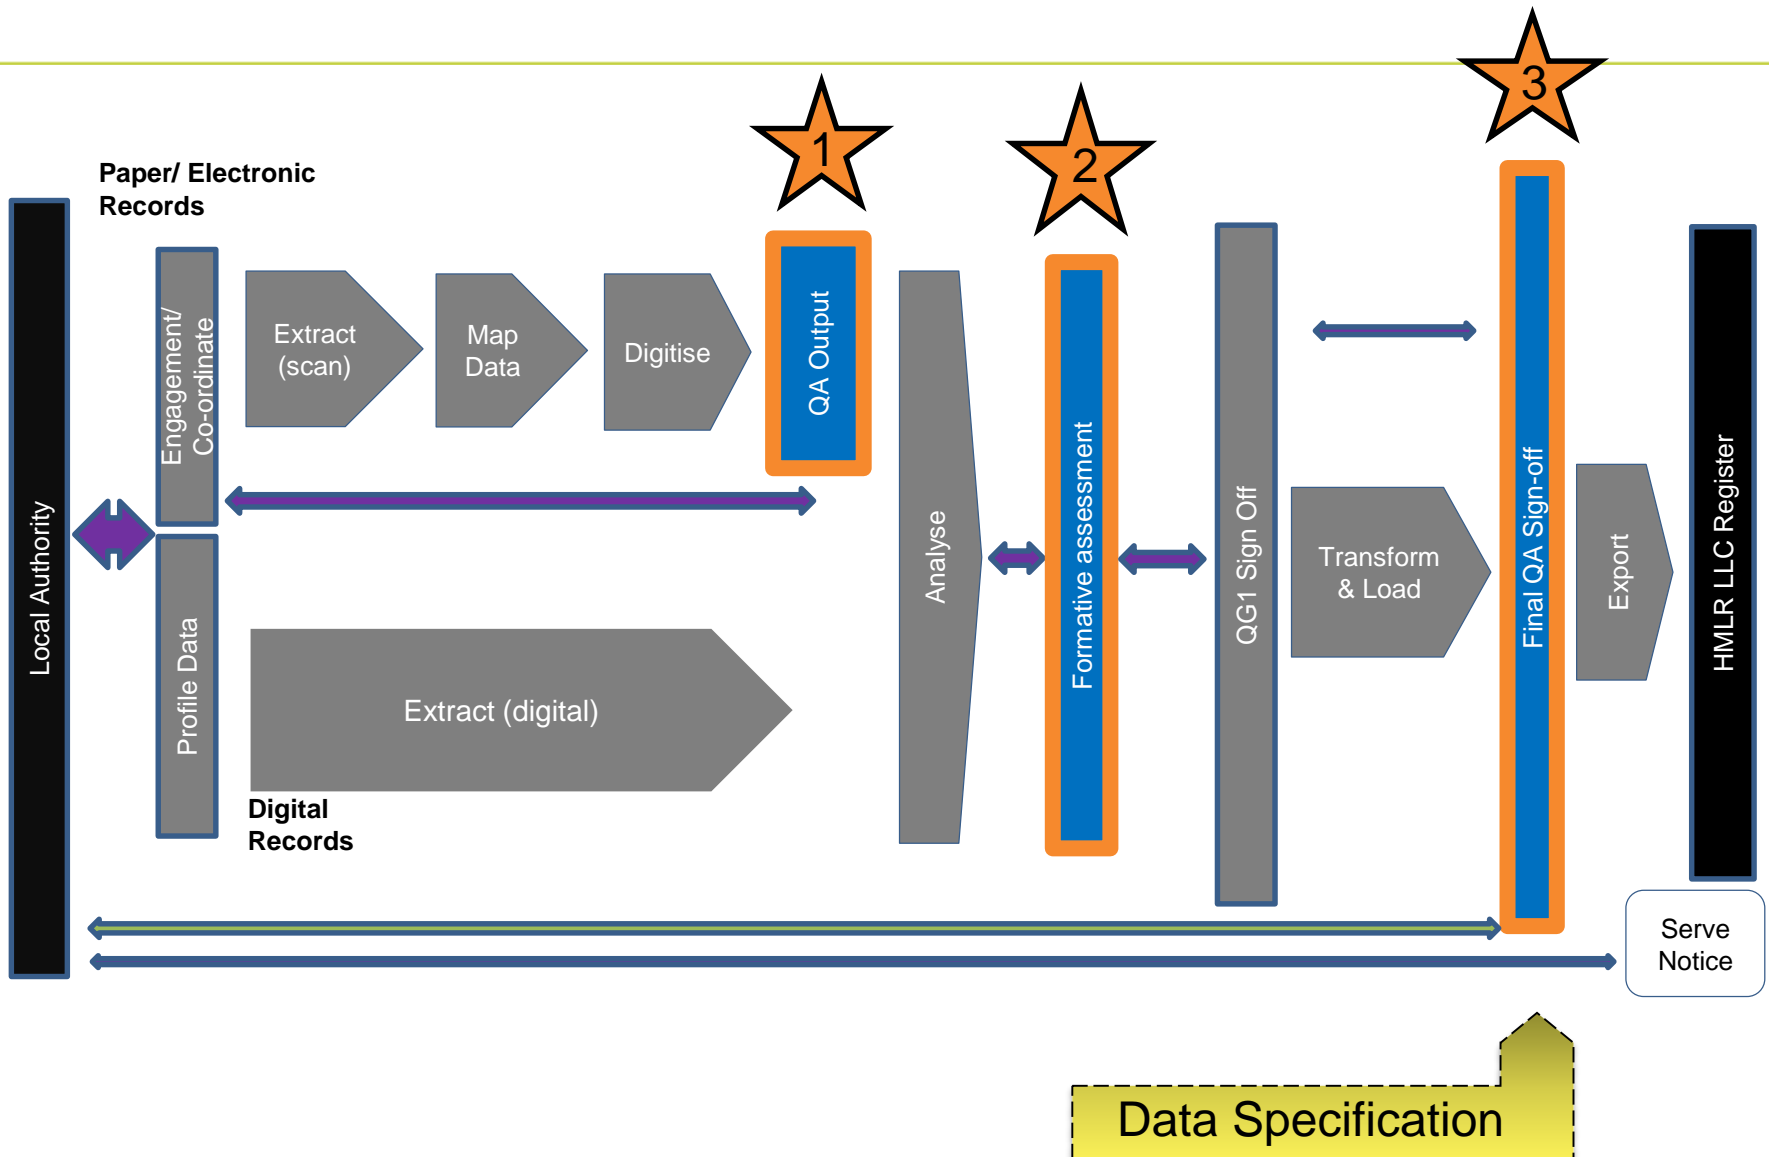 1
2
3
Paper/ Electronic
Records
Local Authority
Engagement/
Co-ordinate
Profile Data
Extract
(scan)
Map
Data
Digitise
QA Output
Extract (digital)
Digital
Records
Analyse
Formative assessment
QG1 Sign Off
Transform
& Load
Final QA Sign-off
Export
HMLR LLC Register
Serve
Notice
Data Specification